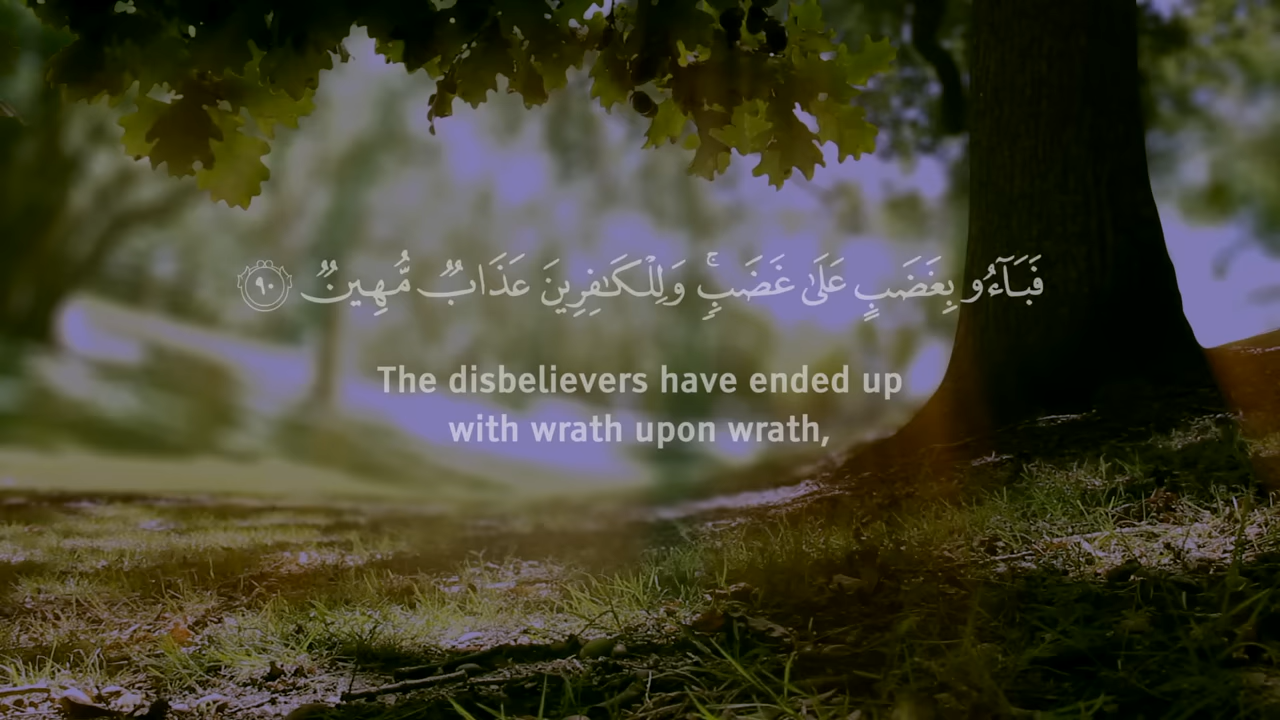 فَبَآءُو بِغَضَبٍ عَلَىٰ غَضَبٍۚ وَلِلْكَـٰفِرِينَ عَذَابٌ مُّهِينٌ ٩٠
The disbelievers have ended up
with wrath upon wrath,